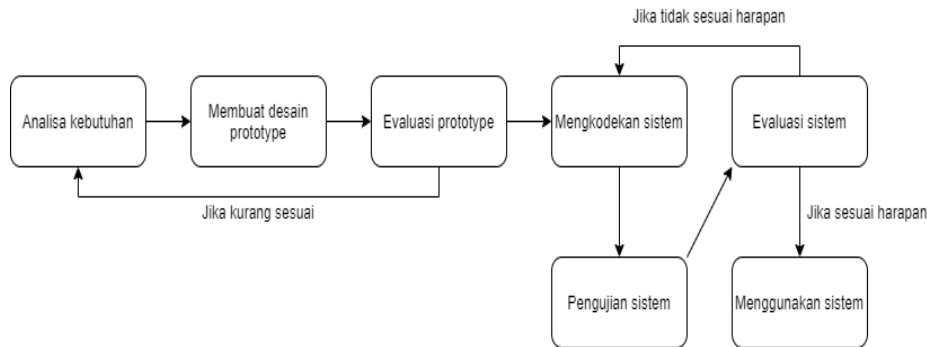 Jika tidak sesuai harapan
Analisa kebutuhan
Membuat desain
prototype
Evaluasi prototype
Mengkodekan sistem
Evaluasi sistem
Jika kurang sesuai
Jika sesuai harapan
Pengujian sistem
Menggunakan sistem